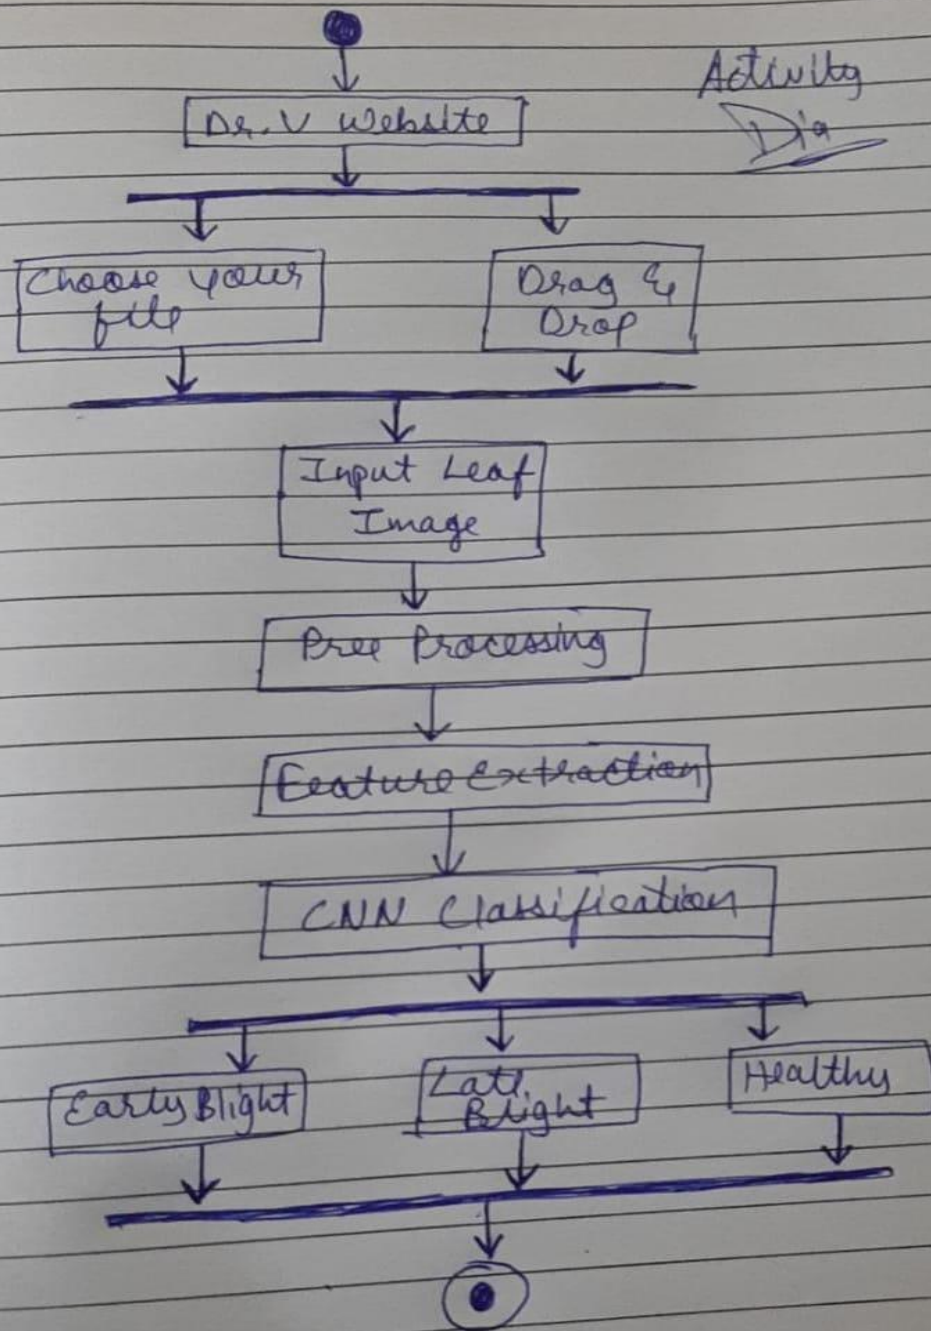 Activity
Dia
Dr. V Website
Choose your
file
Drag &
Drop
Input Leaf
Image
Pree Processing
Feature Extraction
CNN Classification
Early Blight
Late
Blight
Healthy